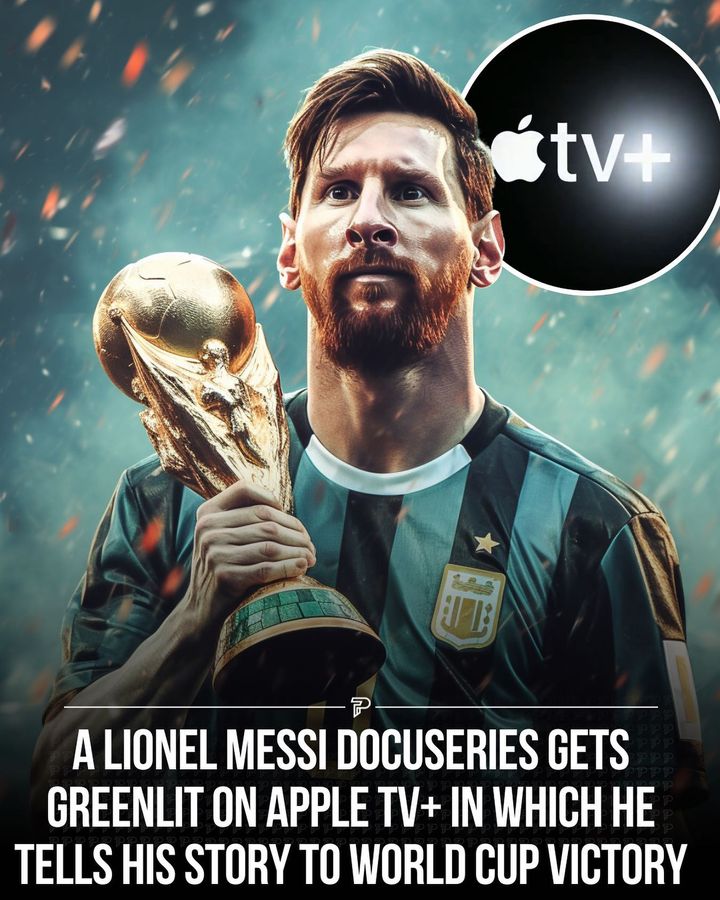 tv+
A LIONEL MESSI DOCUSERIES GETS
GREENLIT ON APPLE TV+ IN WHICH HE
TELLS HIS STORY TO WORLD CUP VICTORY